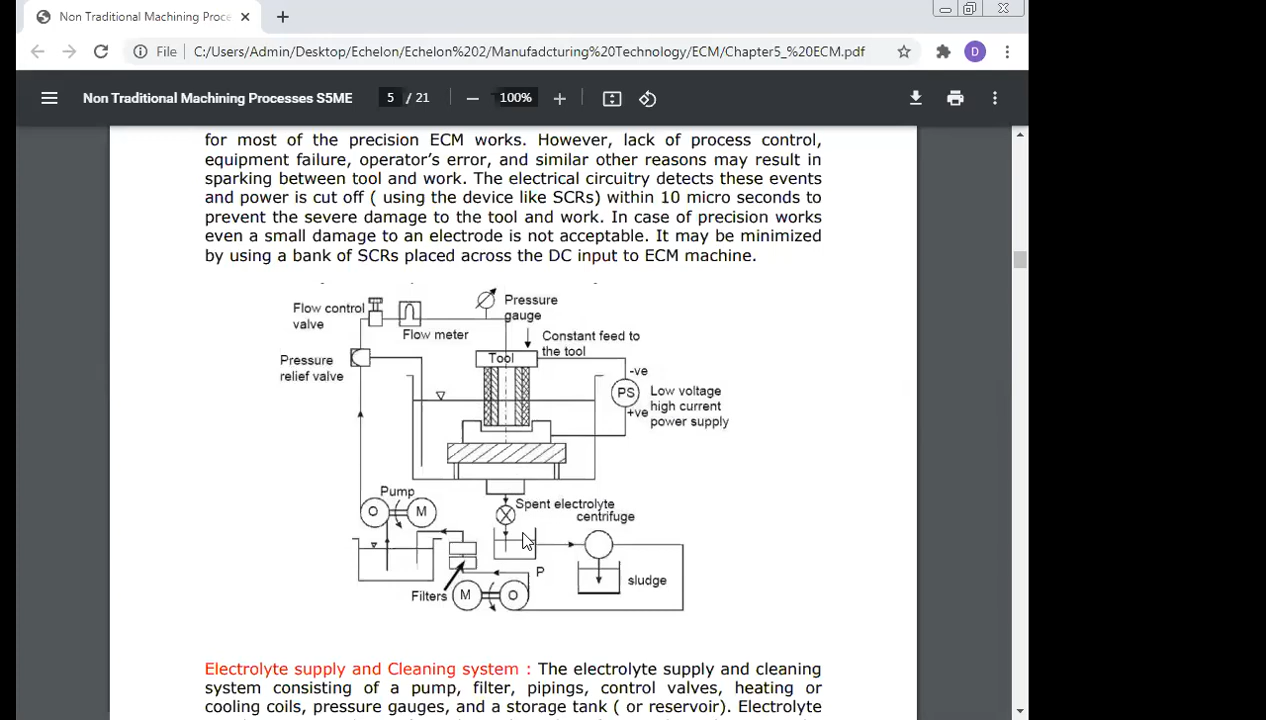 Non Traditional Machining Proce
File C:/Users/Admin/Desktop/Echelon/Echelon%202/Manufadcturing%20Technology/ECM/Chapter5_%20ECM.pdf
D
Non Traditional Machining Processes S5ME
5 / 21
100%
for most of the precision ECM works. However, lack of process control,
equipment failure, operator's error, and similar other reasons may result in
sparking between tool and work. The electrical circuitry detects these events
and power is cut off ( using the device like SCRs) within 10 micro seconds to
prevent the severe damage to the tool and work. In case of precision works
even a small damage to an electrode is not acceptable. It may be minimized
by using a bank of SCRs placed across the DC input to ECM machine.
Flow control
valve
Flow meter
Pressure
gauge
Constant feed to
the tool
Pressure
relief valve
Tool
-ve
PS
+ve
Low voltage
high current
power supply
Pump
O
M
Spent electrolyte
centrifuge
P
sludge
Filters
M
O
Electrolyte supply and Cleaning system : The electrolyte supply and cleaning
system consisting of a pump, filter, pipings, control valves, heating or
cooling coils, pressure gauges, and a storage tank ( or reservoir). Electrolyte